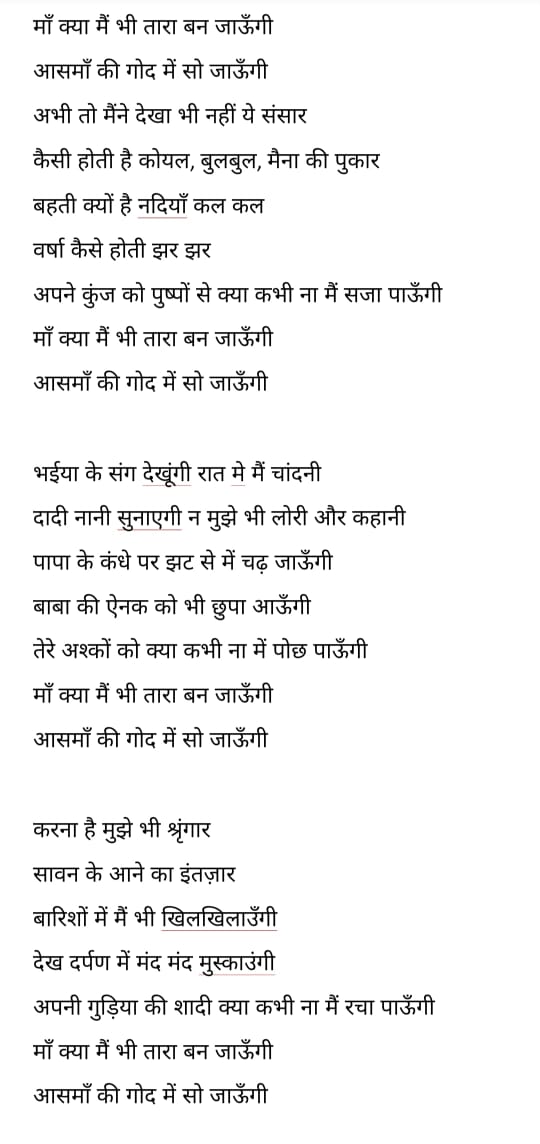 माँ क्या मैं भी तारा बन जाऊँगी
आसमाँ की गोद में सो जाऊँगी
अभी तो मैंने देखा भी नहीं ये संसार
कैसी होती है कोयल, बुलबुल, मैना की पुकार
बहती क्यों है नदियाँ कल कल
वर्षा कैसे होती झर झर
अपने कुंज को पुष्पों से क्या कभी ना मैं सजा पाऊँगी
माँ क्या मैं भी तारा बन जाऊँगी
आसमाँ की गोद में सो जाऊँगी
भईया के संग देखूंगी रात मे मैं चांदनी
दादी नानी सुनाएगी न मुझे भी लोरी और कहानी
पापा के कंधे पर झट से में चढ़ जाऊँगी
बाबा की ऐनक को भी छुपा आऊँगी
तेरे अश्कों को क्या कभी ना में पोछ पाऊँगी
माँ क्या मैं भी तारा बन जाऊँगी
आसमाँ की गोद में सो जाऊँगी
करना है मुझे भी श्रृंगार
सावन के आने का इंतज़ार
बारिशों में मैं भी खिलखिलाउँगी
देख दर्पण में मंद मंद मुस्काउंगी
अपनी गुड़िया की शादी क्या कभी ना मैं रचा पाऊँगी
माँ क्या मैं भी तारा बन जाऊँगी
आसमाँ की गोद में सो जाऊँगी